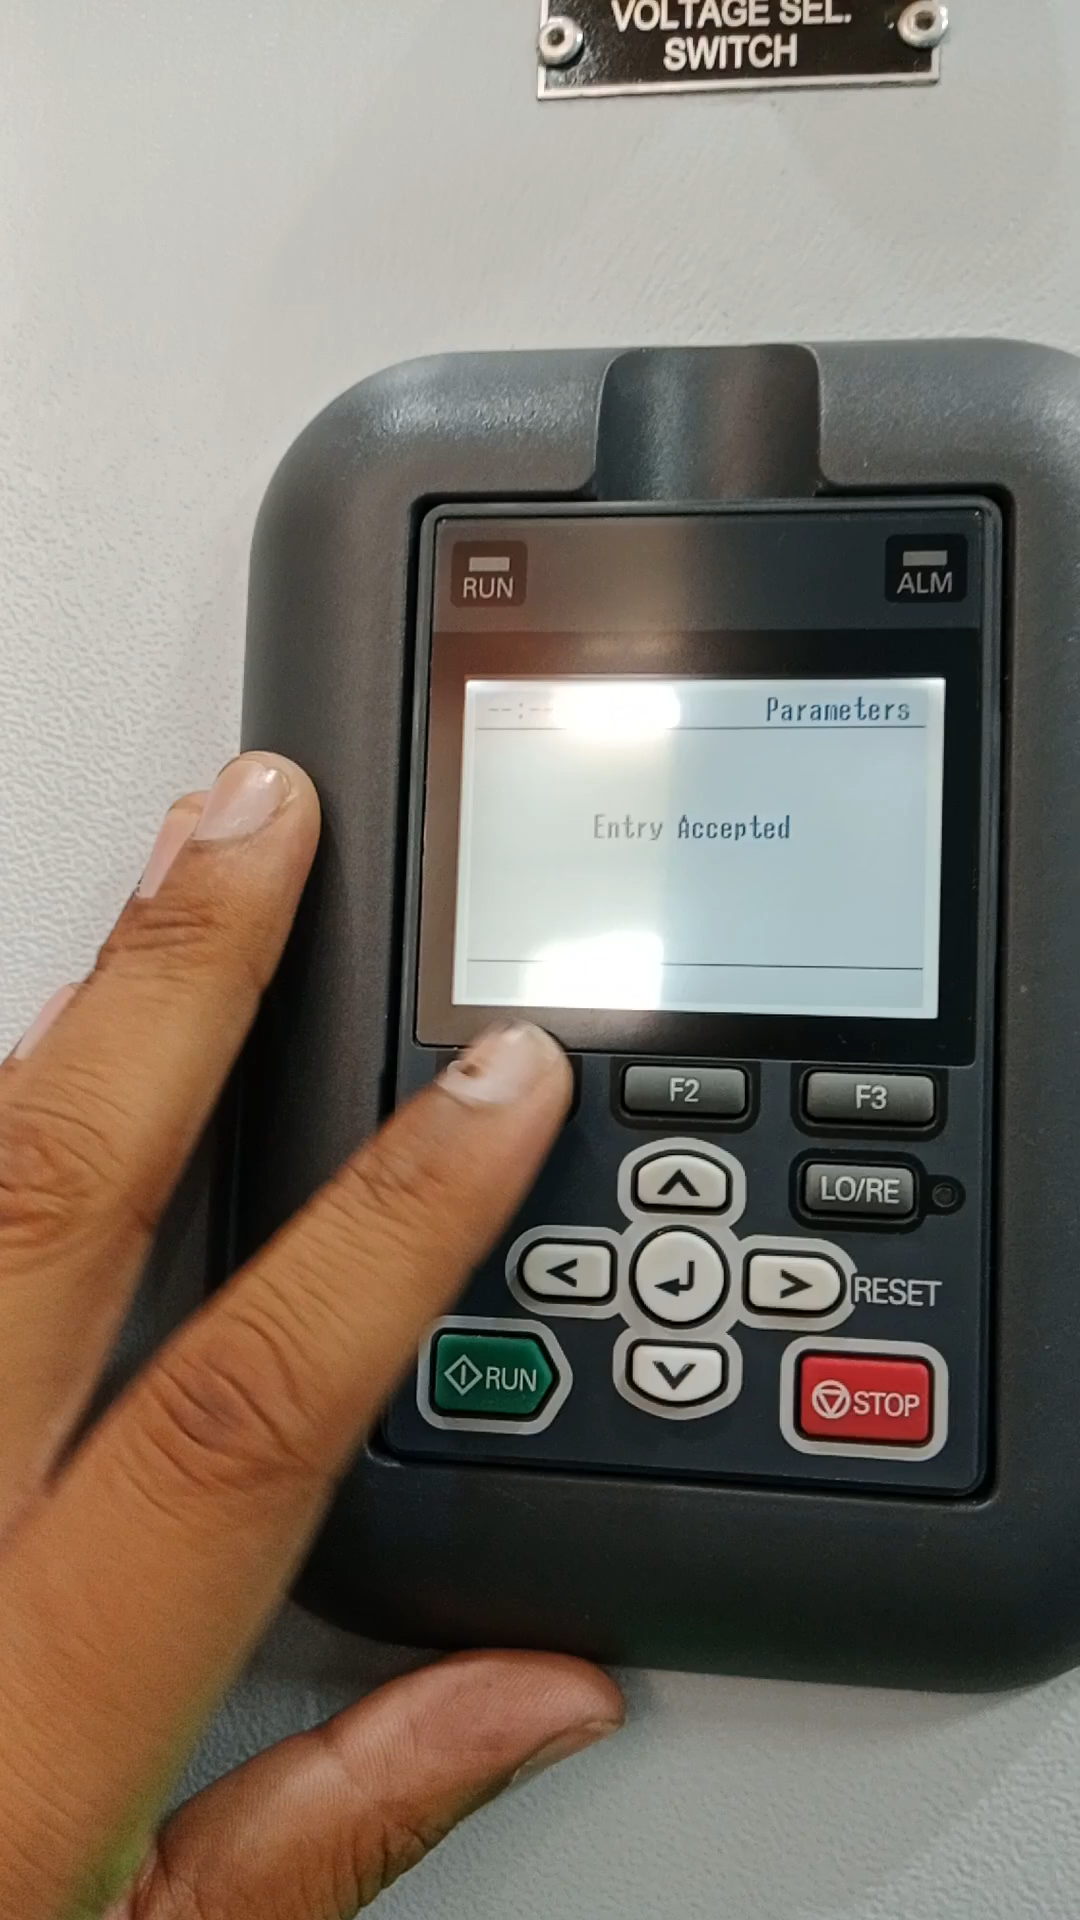 VOLTAGE SEL.
SWITCH
RUN
ALM
--:--
Parameters
Entry Accepted
F2
F3
LO/RE
RESET
RUN
STOP